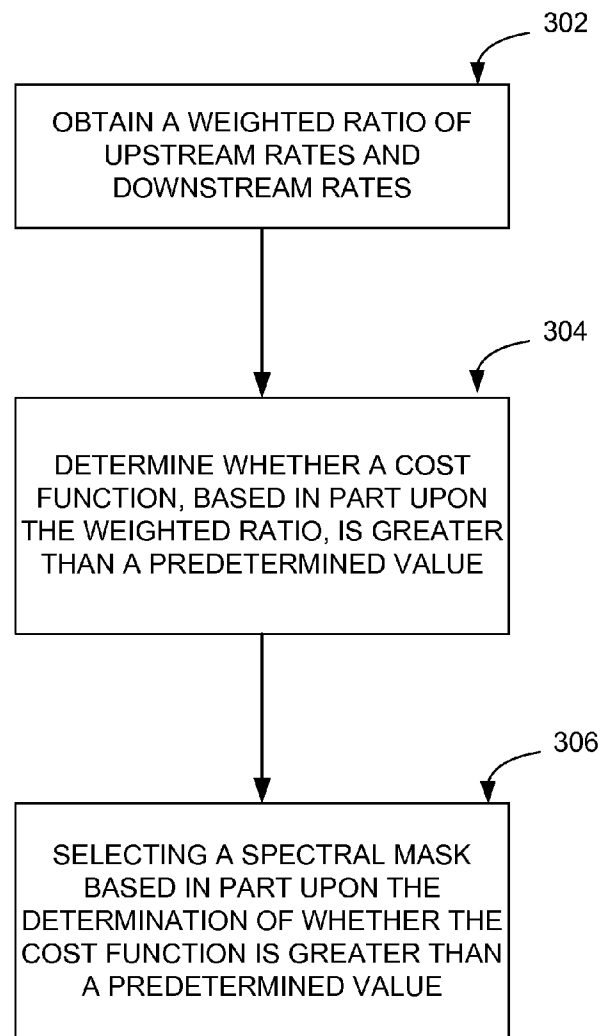 302
OBTAIN A WEIGHTED RATIO OF
UPSTREAM RATES AND
DOWNSTREAM RATES
304
DETERMINE WHETHER A COST
FUNCTION, BASED IN PART UPON
THE WEIGHTED RATIO, IS GREATER
THAN A PREDETERMINED VALUE
306
SELECTING A SPECTRAL MASK
BASED IN PART UPON THE
DETERMINATION OF WHETHER THE
COST FUNCTION IS GREATER THAN
A PREDETERMINED VALUE